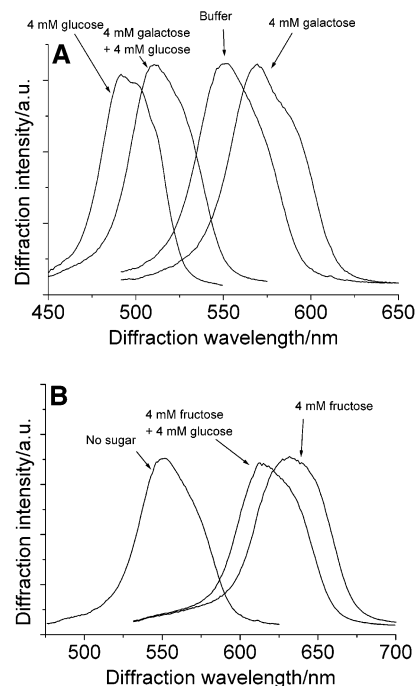 A
4 mM glucose
4 mM galactose
+ 4 mM glucose
Buffer
4 mM galactose
Diffraction intensity/a.u.
450 500 550 600 650
Diffraction wavelength/nm
B
No sugar
4 mM fructose
+ 4 mM glucose
4 mM fructose
Diffraction intensity/a.u.
500 550 600 650 700
Diffraction wavelength/nm